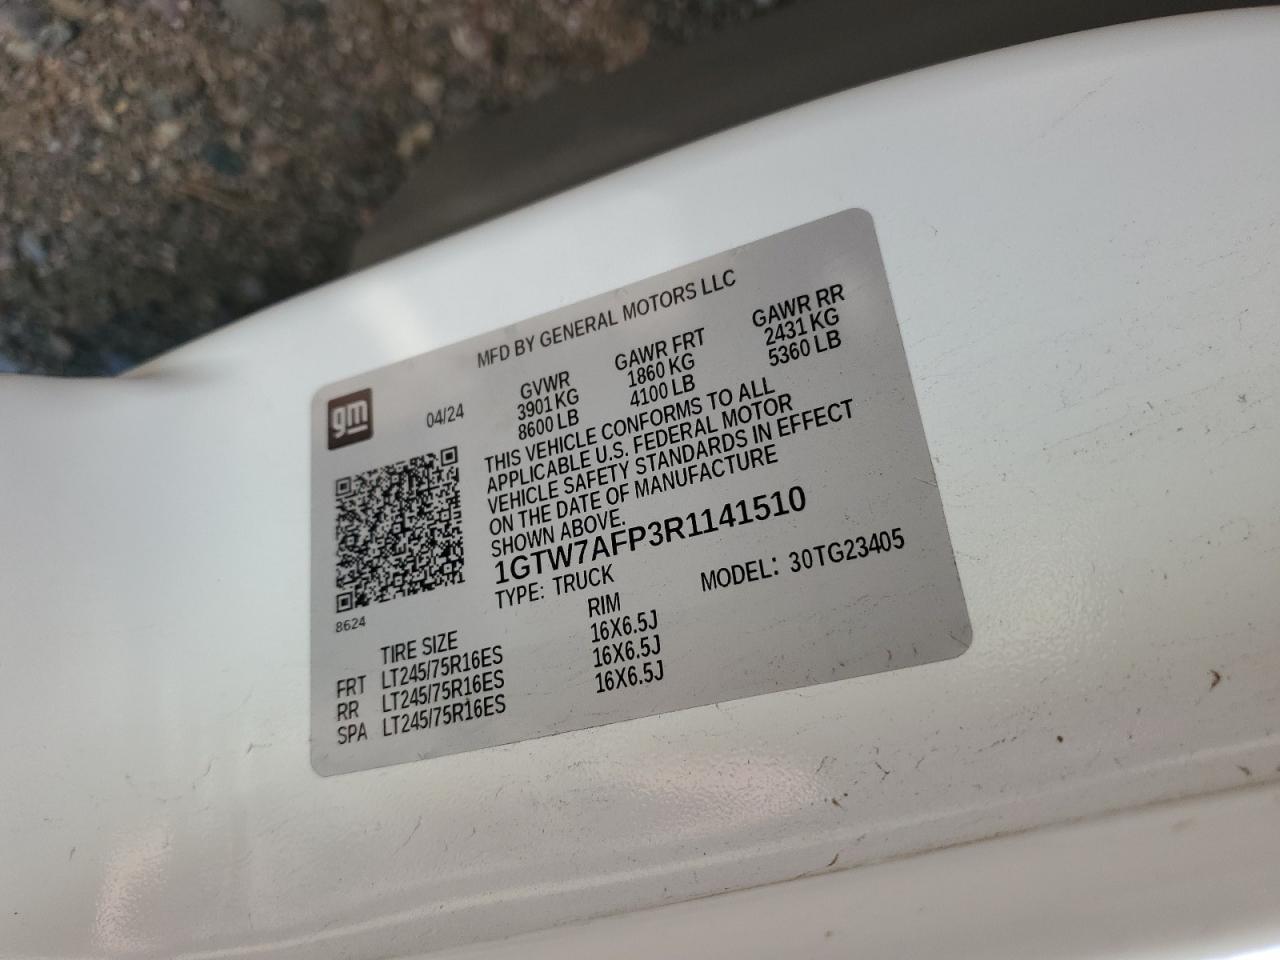 MFD BY GENERAL MOTORS LLC
gm
04/24
GVWR
3901 KG
8600 LB
GAWR FRT
1860 KG
4100 LB
GAWR RR
2431 KG
5360 LB
THIS VEHICLE CONFORMS TO ALL
APPLICABLE U.S. FEDERAL MOTOR
VEHICLE SAFETY STANDARDS IN EFFECT
ON THE DATE OF MANUFACTURE
SHOWN ABOVE.
1GTW7AFP3R1141510
TYPE: TRUCK
MODEL: 30TG23405
8624
TIRE SIZE RIM
FRT LT245/75R16ES 16X6.5J
RR LT245/75R16ES 16X6.5J
SPA LT245/75R16ES 16X6.5J